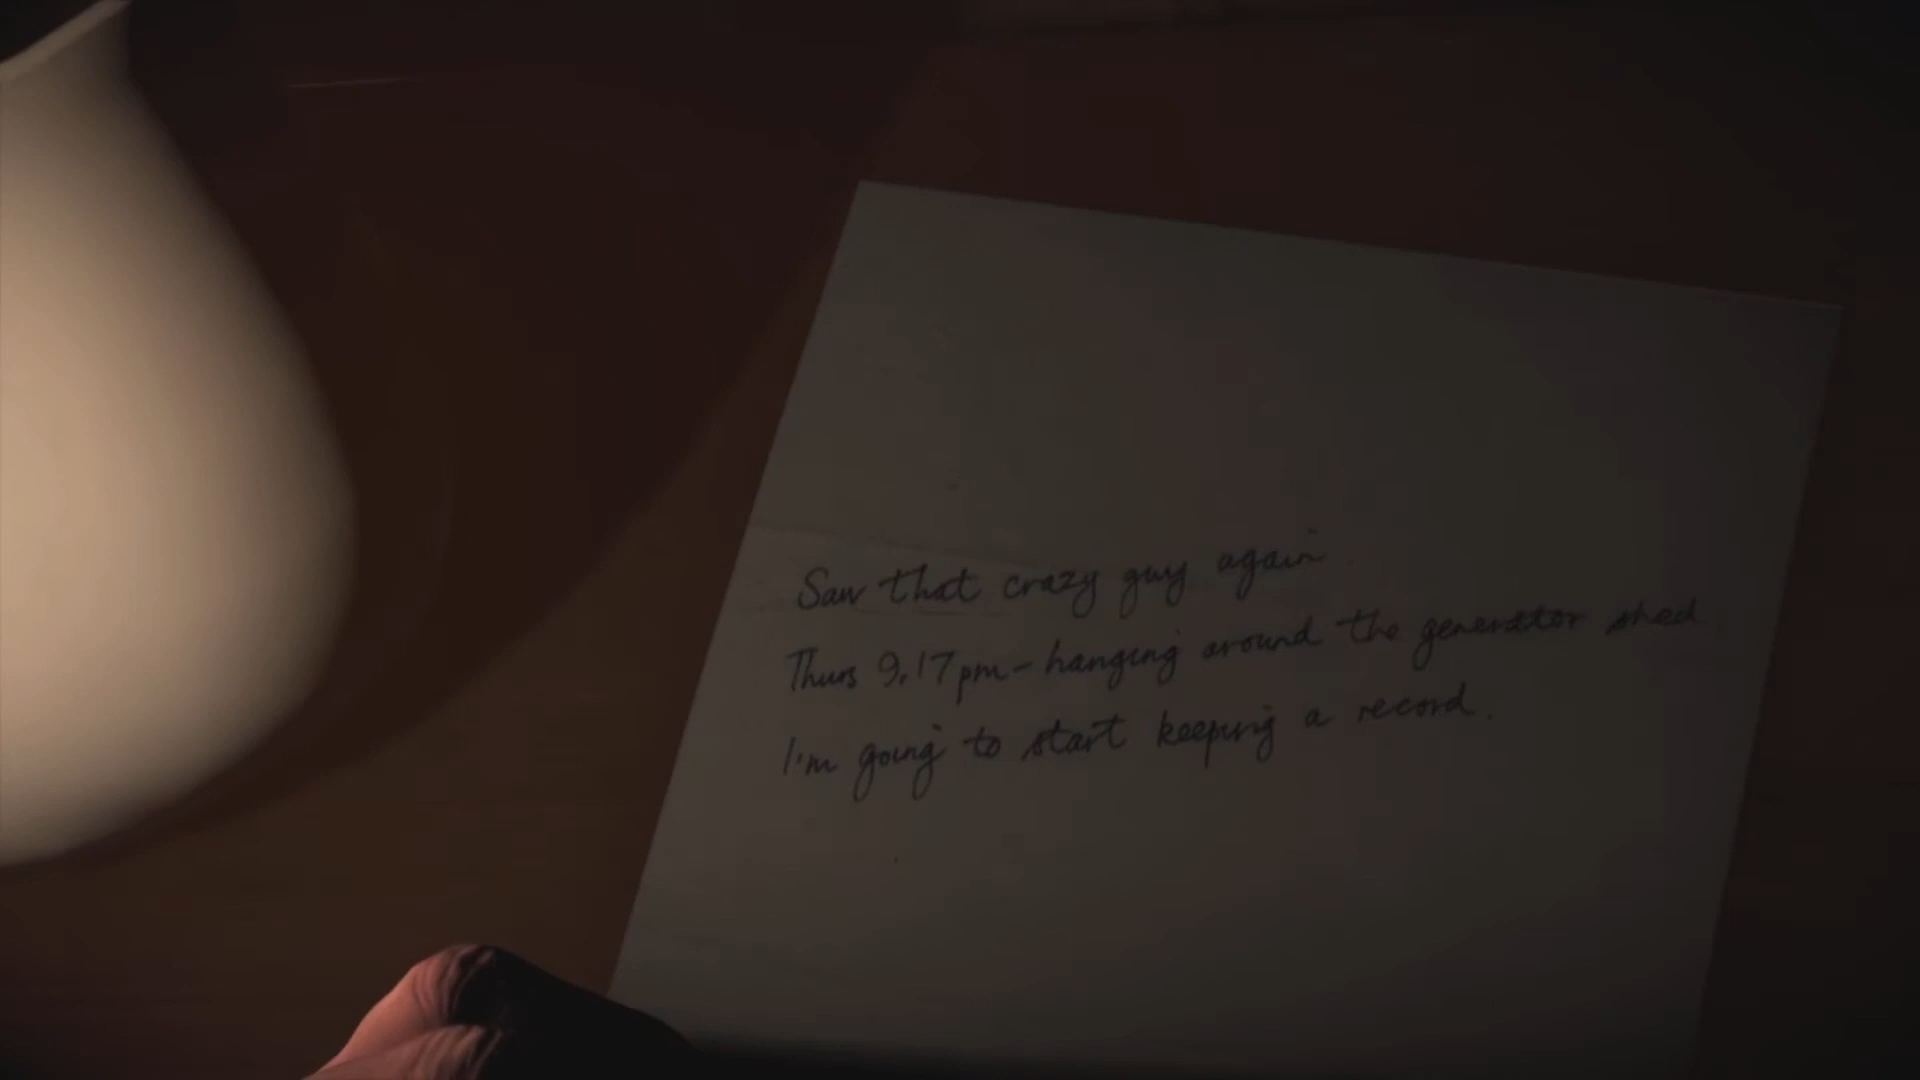 Saw that crazy guy again
Thurs 9.17pm - hanging around the generator shed
I'm going to start keeping a record.